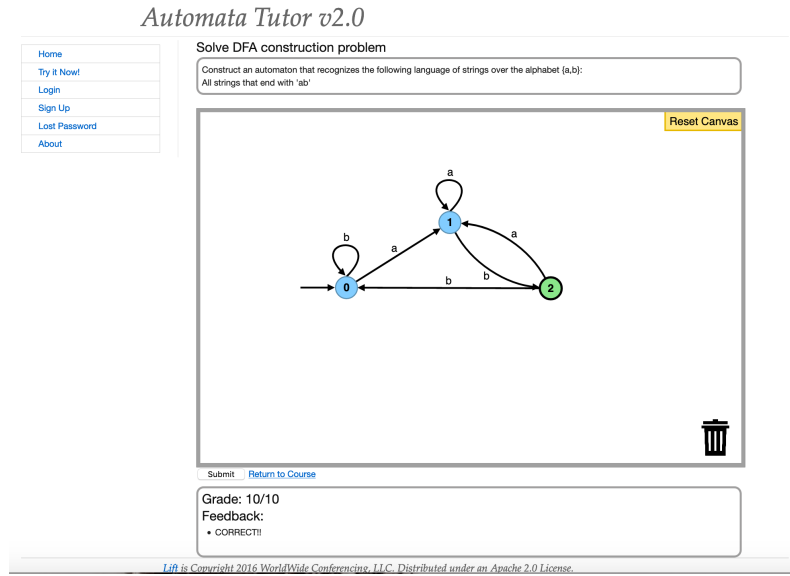 Automata Tutor v2.0
Home
Try it Now!
Login
Sign Up
Lost Password
About
Solve DFA construction problem
Construct an automaton that recognizes the following language of strings over the alphabet {a,b}:
All strings that end with 'ab'
Reset Canvas
a
1
b
a
a
b
0
b
2
Submit Return to Course
Grade: 10/10
Feedback:
• CORRECT!!
Lift is Copyright 2016 WorldWide Conferencing, LLC. Distributed under an Apache 2.0 License.